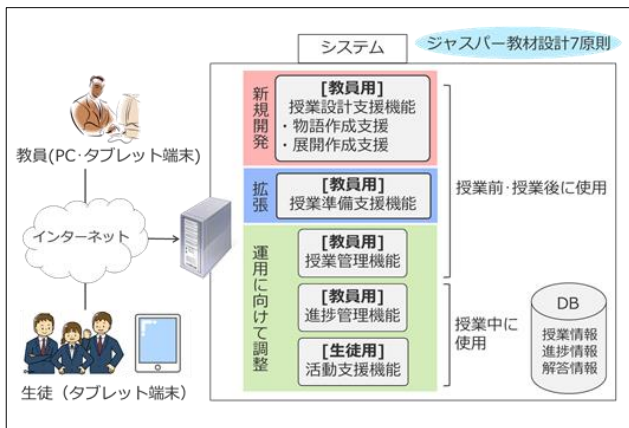 システム
ジャスパー教材設計7原則
教員(PC・タブレット端末)
インターネット
生徒（タブレット端末）
新規開発
[教員用]
授業設計支援機能
・物語作成支援
・展開作成支援
拡張
[教員用]
授業準備支援機能
運用に向けて調整
[教員用]
授業管理機能
[教員用]
進捗管理機能
[生徒用]
活動支援機能
授業前・授業後に使用
授業中に
使用
DB
授業情報
進捗情報
解答情報